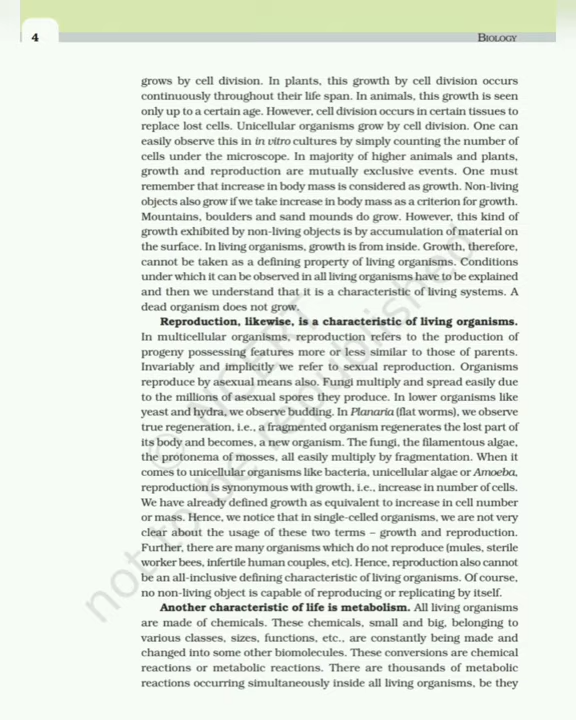 4
BIOLOGY
grows by cell division. In plants, this growth by cell division occurs
continuously throughout their life span. In animals, this growth is seen
only up to a certain age. However, cell division occurs in certain tissues to
replace lost cells. Unicellular organisms grow by cell division. One can
easily observe this in in vitro cultures by simply counting the number of
cells under the microscope. In majority of higher animals and plants,
growth and reproduction are mutually exclusive events. One must
remember that increase in body mass is considered as growth. Non-living
objects also grow if we take increase in body mass as a criterion for growth.
Mountains, boulders and sand mounds do grow. However, this kind of
growth exhibited by non-living objects is by accumulation of material on
the surface. In living organisms, growth is from inside. Growth, therefore,
cannot be taken as a defining property of living organisms. Conditions
under which it can be observed in all living organisms have to be explained
and then we understand that it is a characteristic of living systems. A
dead organism does not grow.
Reproduction, likewise, is a characteristic of living organisms.
In multicellular organisms, reproduction refers to the production of
progeny possessing features more or less similar to those of parents.
Invariably and implicitly we refer to sexual reproduction. Organisms
reproduce by asexual means also. Fungi multiply and spread easily due
to the millions of asexual spores they produce. In lower organisms like
yeast and hydra, we observe budding. In Planaria (flat worms), we observe
true regeneration, i.e., a fragmented organism regenerates the lost part of
its body and becomes, a new organism. The fungi, the filamentous algae,
the protonema of mosses, all easily multiply by fragmentation. When it
comes to unicellular organisms like bacteria, unicellular algae or Amoeba,
reproduction is synonymous with growth, i.e., increase in number of cells.
We have already defined growth as equivalent to increase in cell number
or mass. Hence, we notice that in single-celled organisms, we are not very
clear about the usage of these two terms – growth and reproduction.
Further, there are many organisms which do not reproduce (mules, sterile
worker bees, infertile human couples, etc). Hence, reproduction also cannot
be an all-inclusive defining characteristic of living organisms. Of course,
no non-living object is capable of reproducing or replicating by itself.
Another characteristic of life is metabolism. All living organisms
are made of chemicals. These chemicals, small and big, belonging to
various classes, sizes, functions, etc., are constantly being made and
changed into some other biomolecules. These conversions are chemical
reactions or metabolic reactions. There are thousands of metabolic
reactions occurring simultaneously inside all living organisms, be they
© NCERT
not to be republished